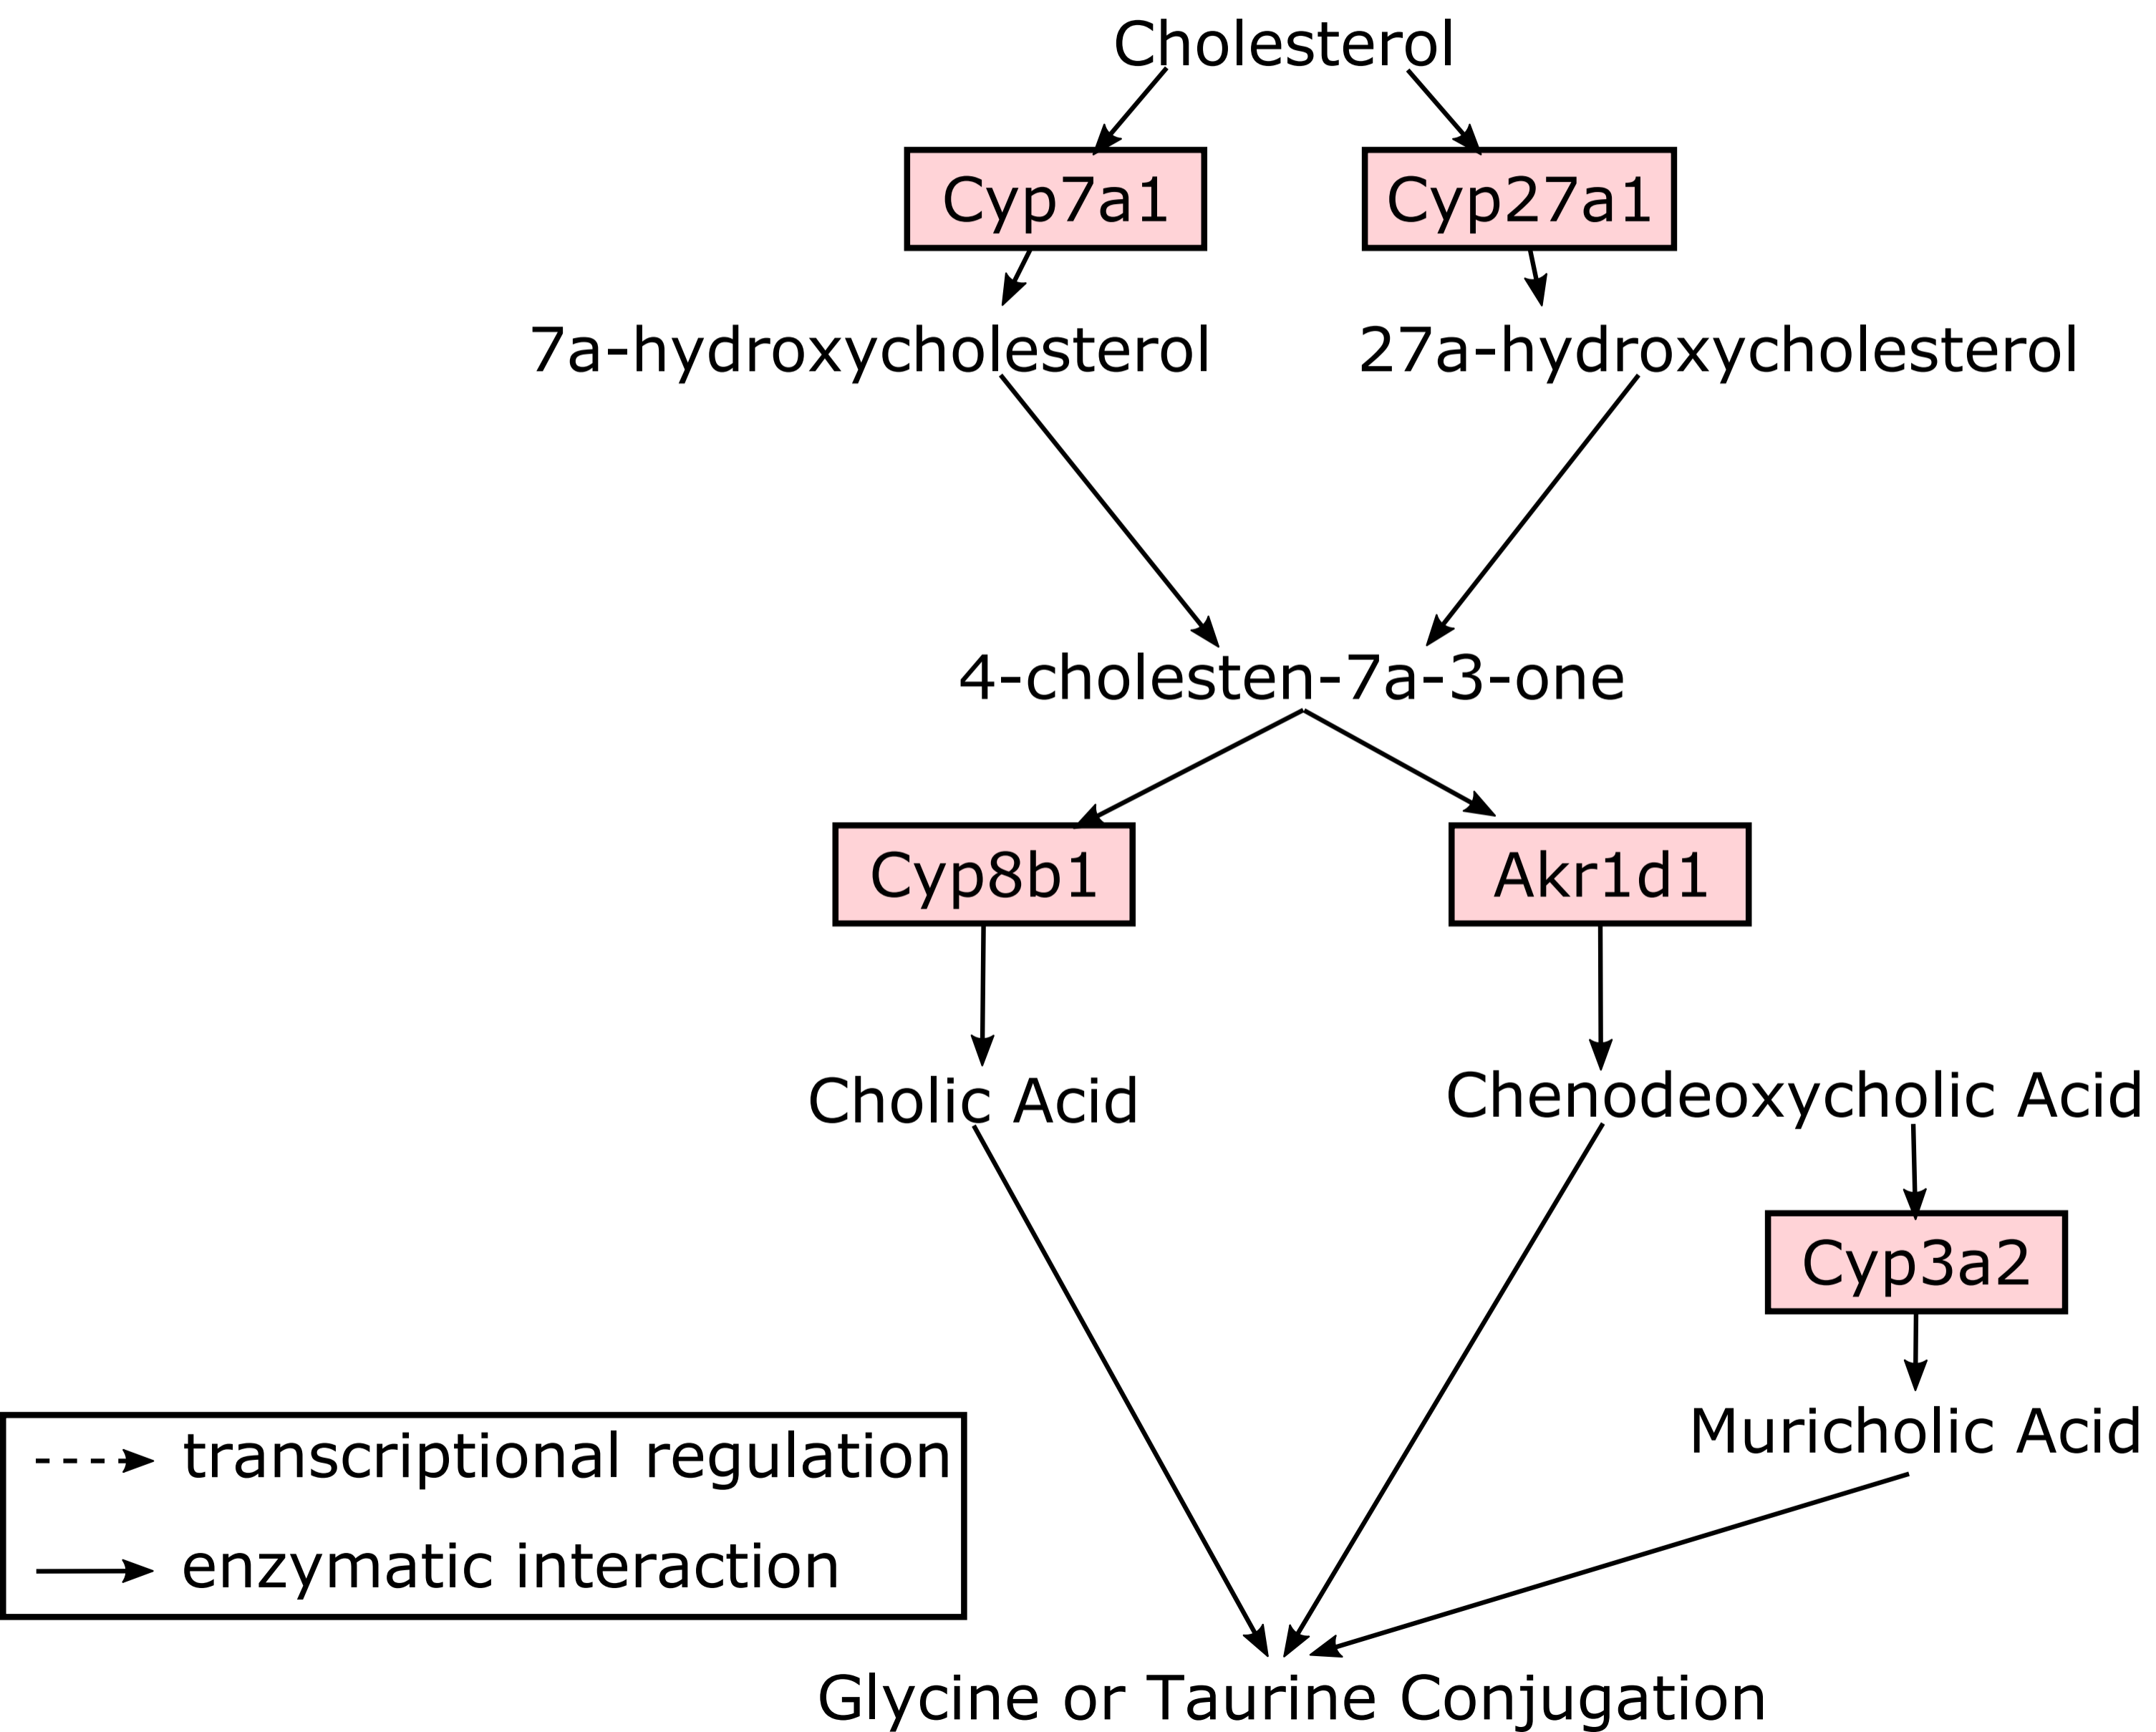 Cholesterol
Cyp7a1
Cyp27a1
7a-hydroxycholesterol
27a-hydroxycholesterol
4-cholesten-7a-3-one
Cyp8b1
Akr1d1
Cholic Acid
Chenodeoxycholic Acid
Cyp3a2
Muricholic Acid
transcriptional regulation
enzymatic interaction
Glycine or Taurine Conjugation